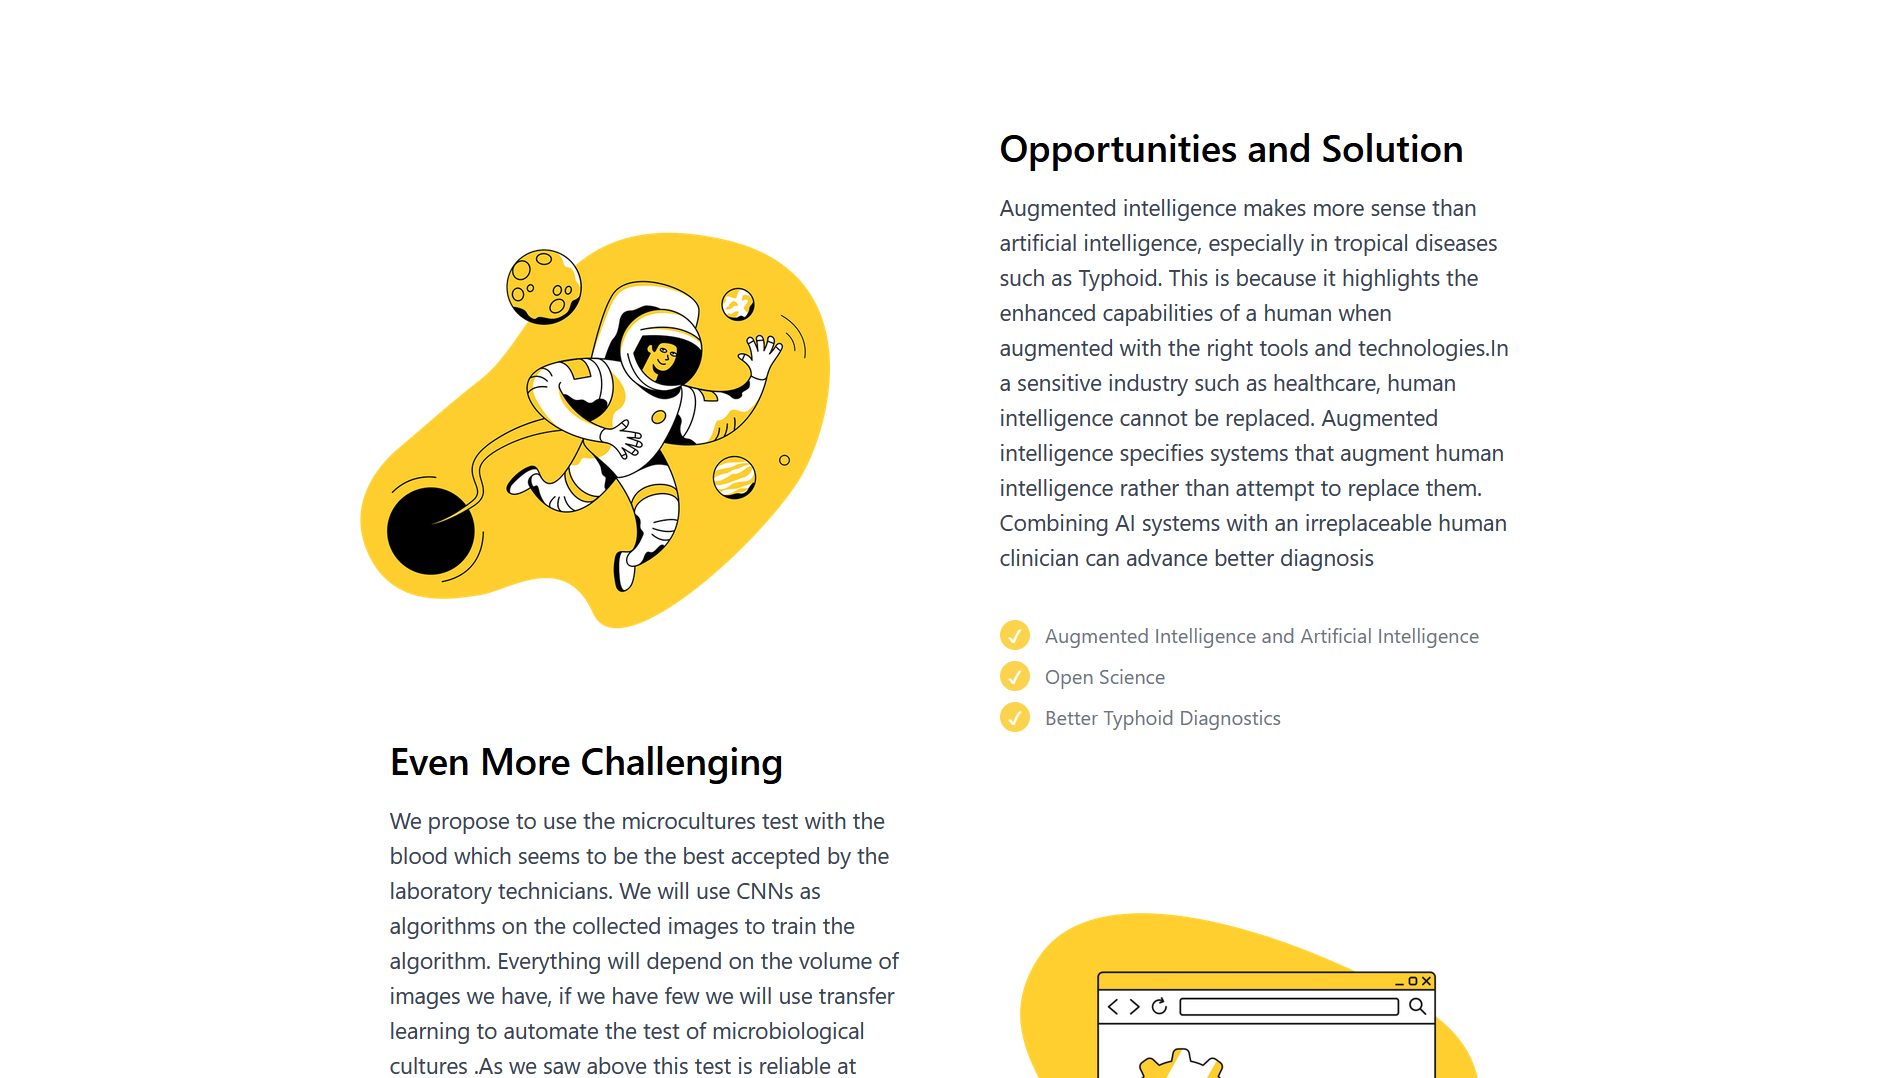 Opportunities and Solution
Augmented intelligence makes more sense than
artificial intelligence, especially in tropical diseases
such as Typhoid. This is because it highlights the
enhanced capabilities of a human when
augmented with the right tools and technologies.In
a sensitive industry such as healthcare, human
intelligence cannot be replaced. Augmented
intelligence specifies systems that augment human
intelligence rather than attempt to replace them.
Combining AI systems with an irreplaceable human
clinician can advance better diagnosis
Augmented Intelligence and Artificial Intelligence
Open Science
Better Typhoid Diagnostics
Even More Challenging
We propose to use the microcultures test with the
blood which seems to be the best accepted by the
laboratory technicians. We will use CNNs as
algorithms on the collected images to train the
algorithm. Everything will depend on the volume of
images we have, if we have few we will use transfer
learning to automate the test of microbiological
cultures .As we saw above this test is reliable at